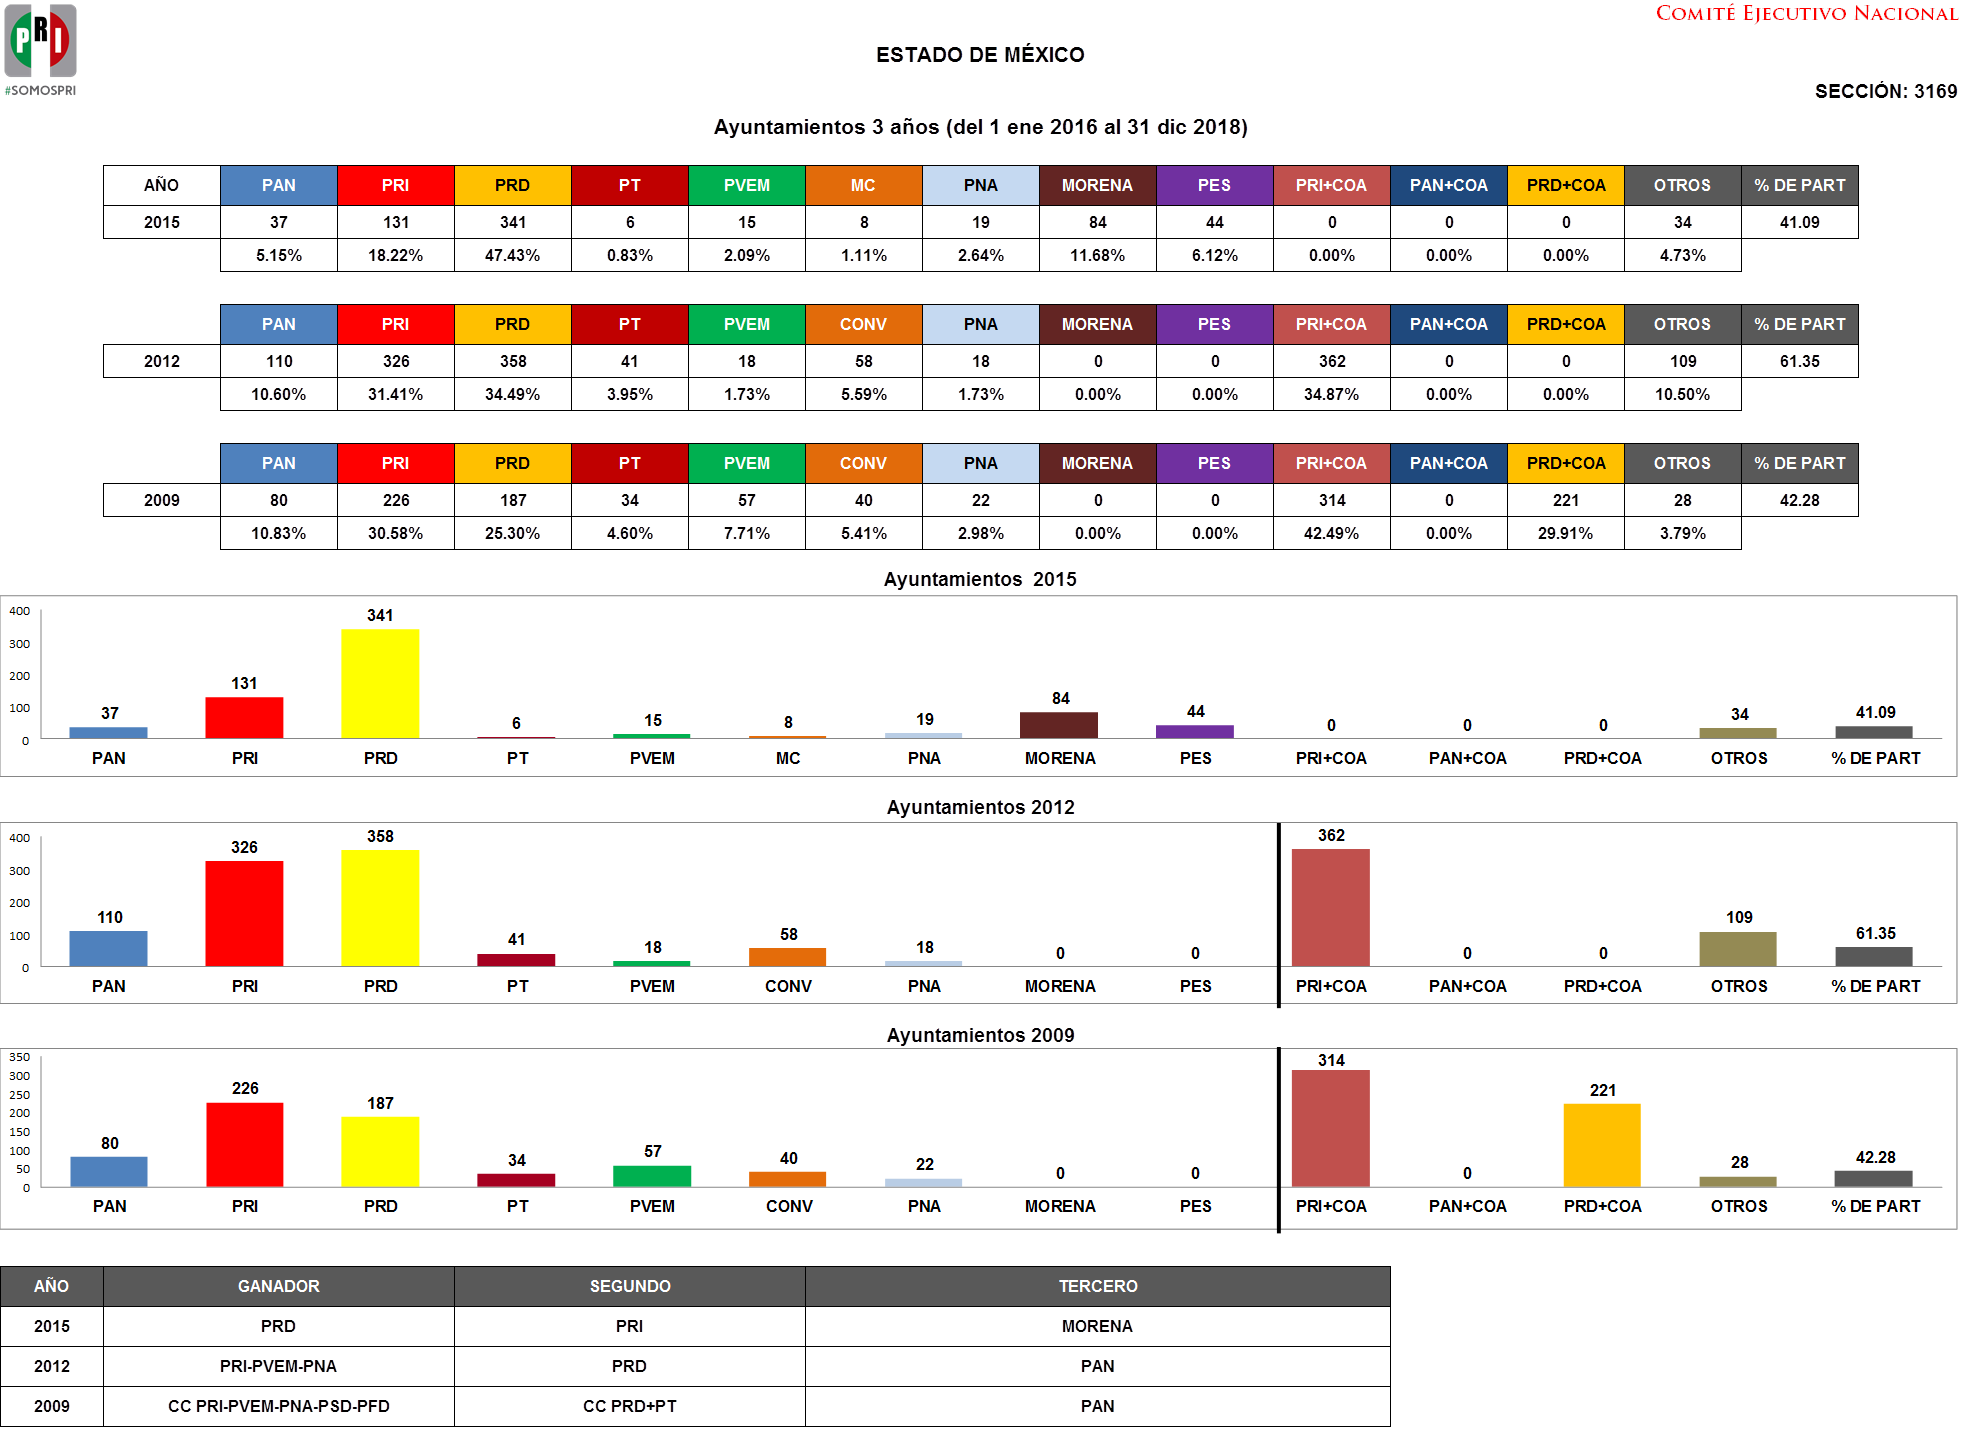 PRI
#SOMOSPRI
COMITÉ EJECUTIVO NACIONAL
ESTADO DE MÉXICO
SECCIÓN: 3169
Ayuntamientos 3 años (del 1 ene 2016 al 31 dic 2018)
AÑO PAN PRI PRD PT PVEM MC PNA MORENA PES PRI+COA PAN+COA PRD+COA OTROS % DE PART
2015 37 131 341 6 15 8 19 84 44 0 0 0 34 41.09
5.15% 18.22% 47.43% 0.83% 2.09% 1.11% 2.64% 11.68% 6.12% 0.00% 0.00% 0.00% 4.73%
PAN PRI PRD PT PVEM CONV PNA MORENA PES PRI+COA PAN+COA PRD+COA OTROS % DE PART
2012 110 326 358 41 18 58 18 0 0 362 0 0 109 61.35
10.60% 31.41% 34.49% 3.95% 1.73% 5.59% 1.73% 0.00% 0.00% 34.87% 0.00% 0.00% 10.50%
PAN PRI PRD PT PVEM CONV PNA MORENA PES PRI+COA PAN+COA PRD+COA OTROS % DE PART
2009 80 226 187 34 57 40 22 0 0 314 0 221 28 42.28
10.83% 30.58% 25.30% 4.60% 7.71% 5.41% 2.98% 0.00% 0.00% 42.49% 0.00% 29.91% 3.79%
Ayuntamientos 2015
400
300
200
100
0
37 131 341 6 15 8 19 84 44 0 0 0 34 41.09
PAN PRI PRD PT PVEM MC PNA MORENA PES PRI+COA PAN+COA PRD+COA OTROS % DE PART
Ayuntamientos 2012
400
300
200
100
0
110 326 358 41 18 58 18 0 0 362 0 0 109 61.35
PAN PRI PRD PT PVEM CONV PNA MORENA PES PRI+COA PAN+COA PRD+COA OTROS % DE PART
Ayuntamientos 2009
350
300
250
200
150
100
50
0
80 226 187 34 57 40 22 0 0 314 0 221 28 42.28
PAN PRI PRD PT PVEM CONV PNA MORENA PES PRI+COA PAN+COA PRD+COA OTROS % DE PART
AÑO GANADOR SEGUNDO TERCERO
2015 PRD PRI MORENA
2012 PRI-PVEM-PNA PRD PAN
2009 CC PRI-PVEM-PNA-PSD-PFD CC PRD+PT PAN